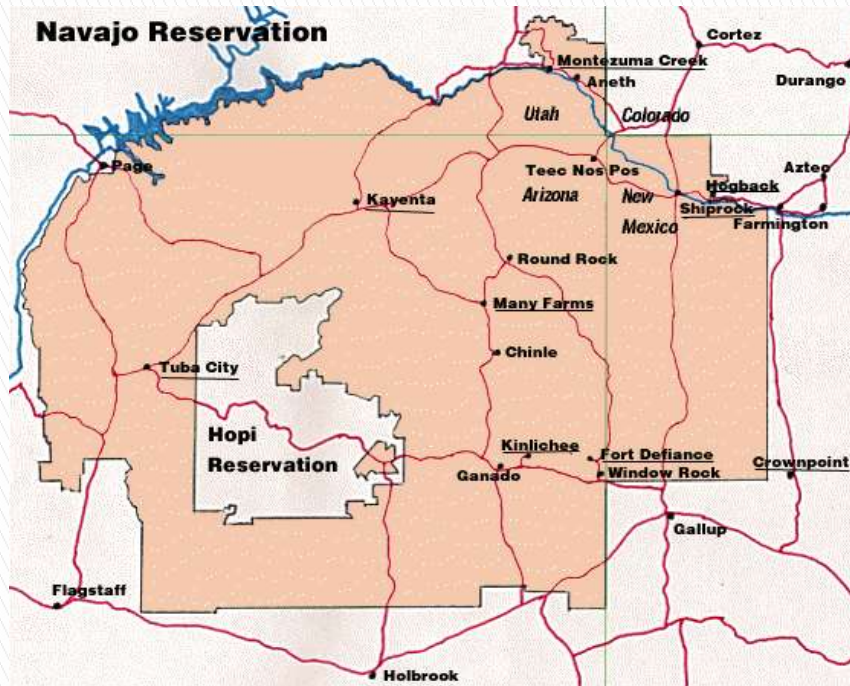 Navajo Reservation
Cortez
Montezuma Creek
Aneth
Durango
Utah
Colorado
Page
Teec Nos Pos
Azteo
Kayenta
Arizona
New
Mexico
Hogback
Shiprook
Farmington
Round Rock
Many Farms
Chinle
Tuba City
Hopi
Reservation
Kinlichee
Ganado
Fort Defiance
Window Rock
Crownpoint
Gallup
Flagstaff
Holbrook